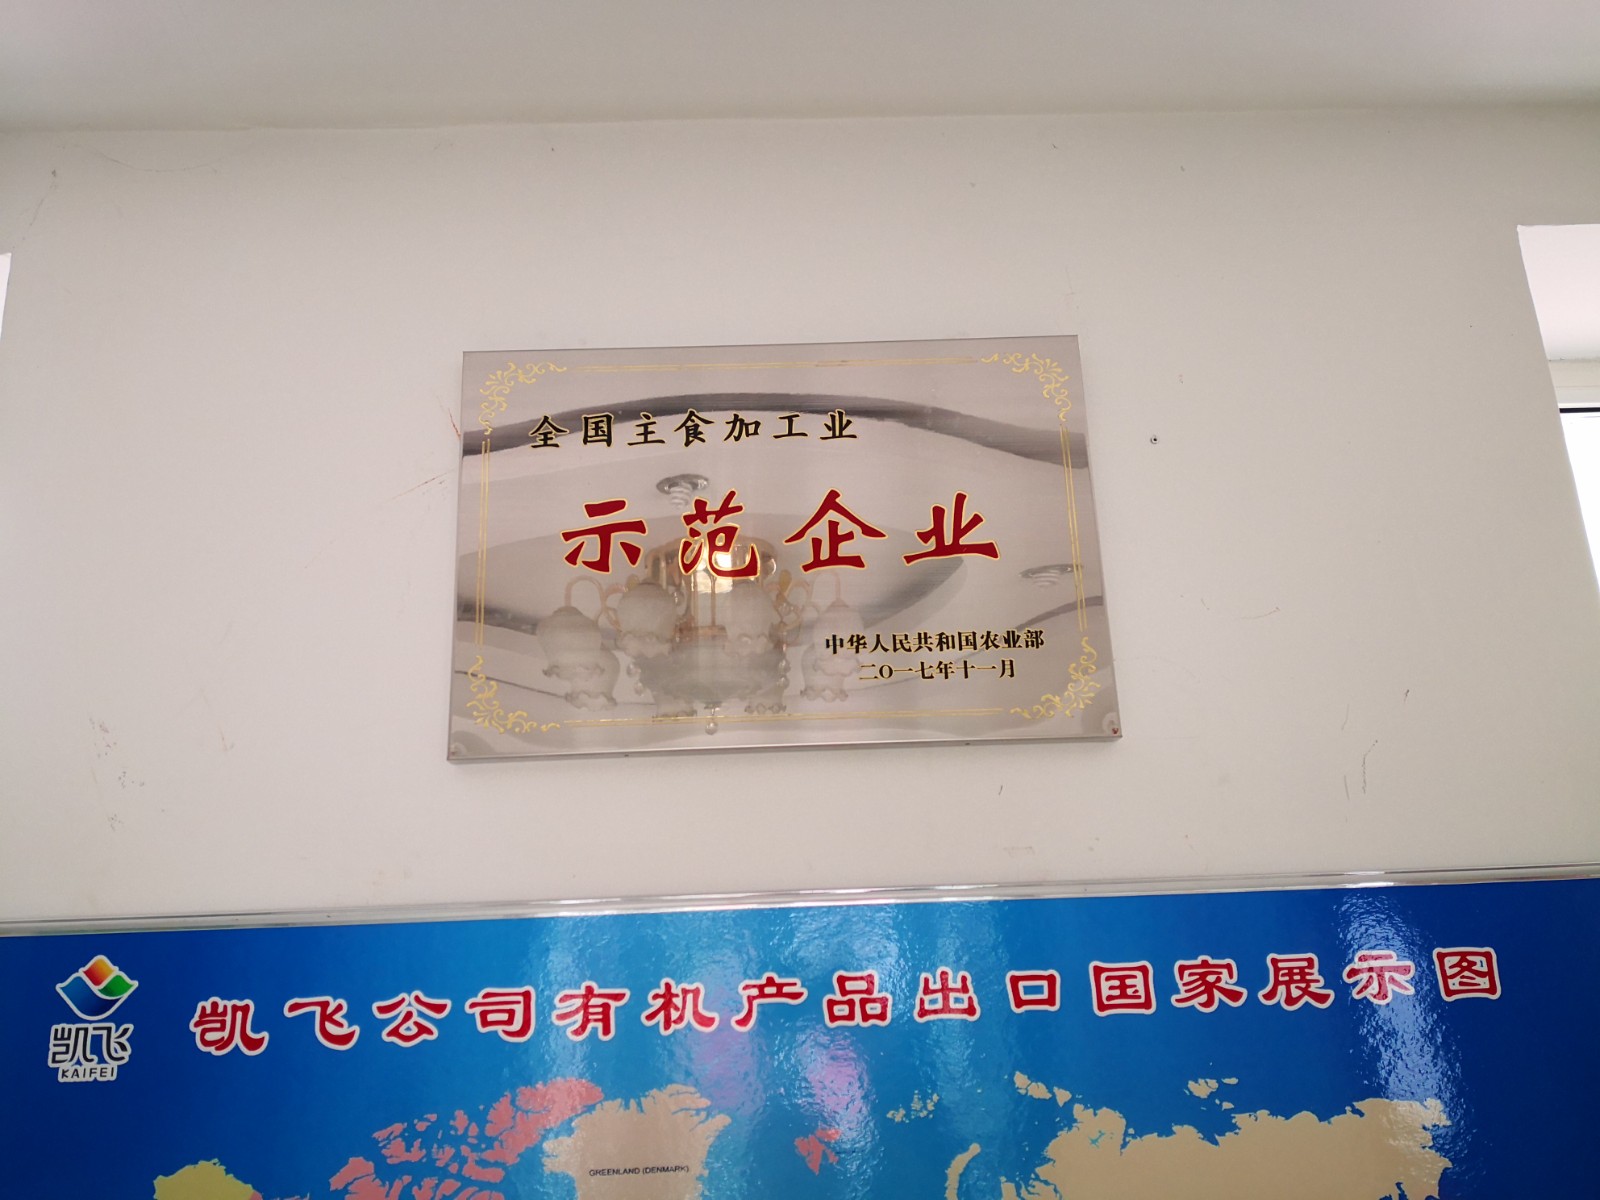 全国主食加工业
示范企业
中华人民共和国农业部
二〇一七年十一月
凯飞
KAIFEI
凯飞公司有机产品出口国家展示图
GREENLAND (DENMARK)